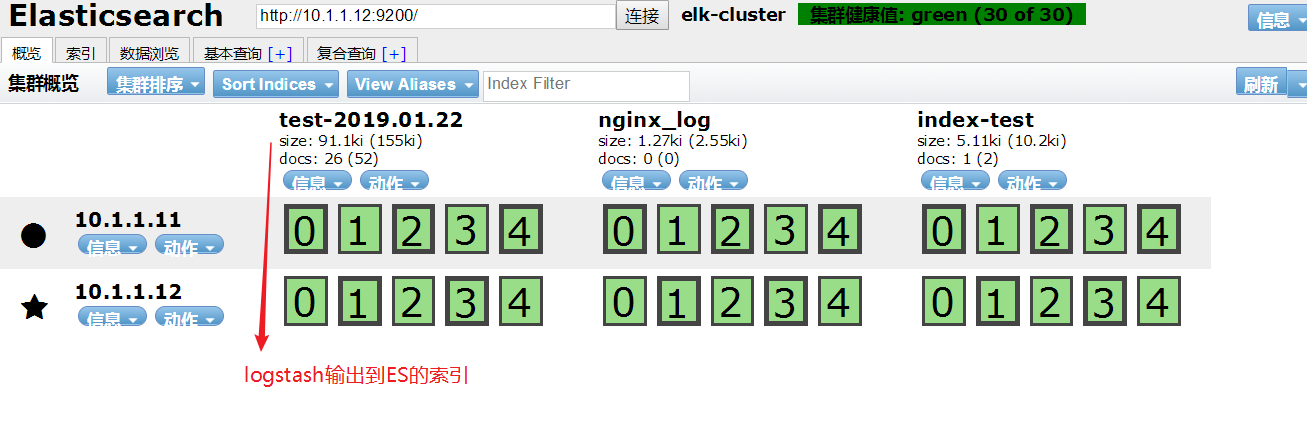 Elasticsearch http://10.1.1.12:9200/ 连接 elk-cluster 集群健康值: green (30 of 30) 信息
概览 索引 数据浏览 基本查询 [+] 复合查询 [+]
集群概览 集群排序 Sort Indices View Aliases Index Filter 刷新
test-2019.01.22 nginx_log index-test
size: 91.1ki (155ki) size: 1.27ki (2.55ki) size: 5.11ki (10.2ki)
docs: 26 (52) docs: 0 (0) docs: 1 (2)
信息 动作 信息 动作 信息 动作
10.1.1.11 0 1 2 3 4 0 1 2 3 4 0 1 2 3 4
信息 动作
10.1.1.12 0 1 2 3 4 0 1 2 3 4 0 1 2 3 4
信息 动作
logstash输出到ES的索引